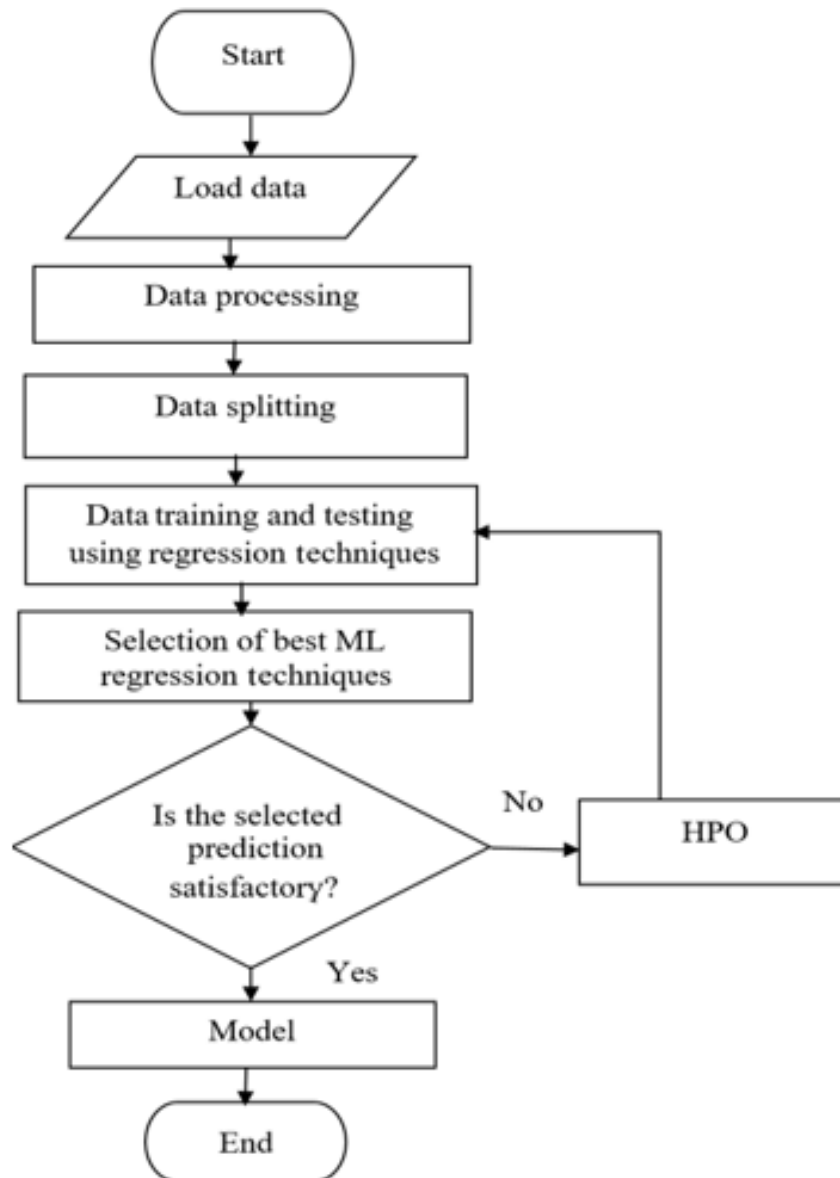 Start
Load data
Data processing
Data splitting
Data training and testing
using regression techniques
Selection of best ML
regression techniques
Is the selected
prediction
satisfactory?
No
HPO
Yes
Model
End